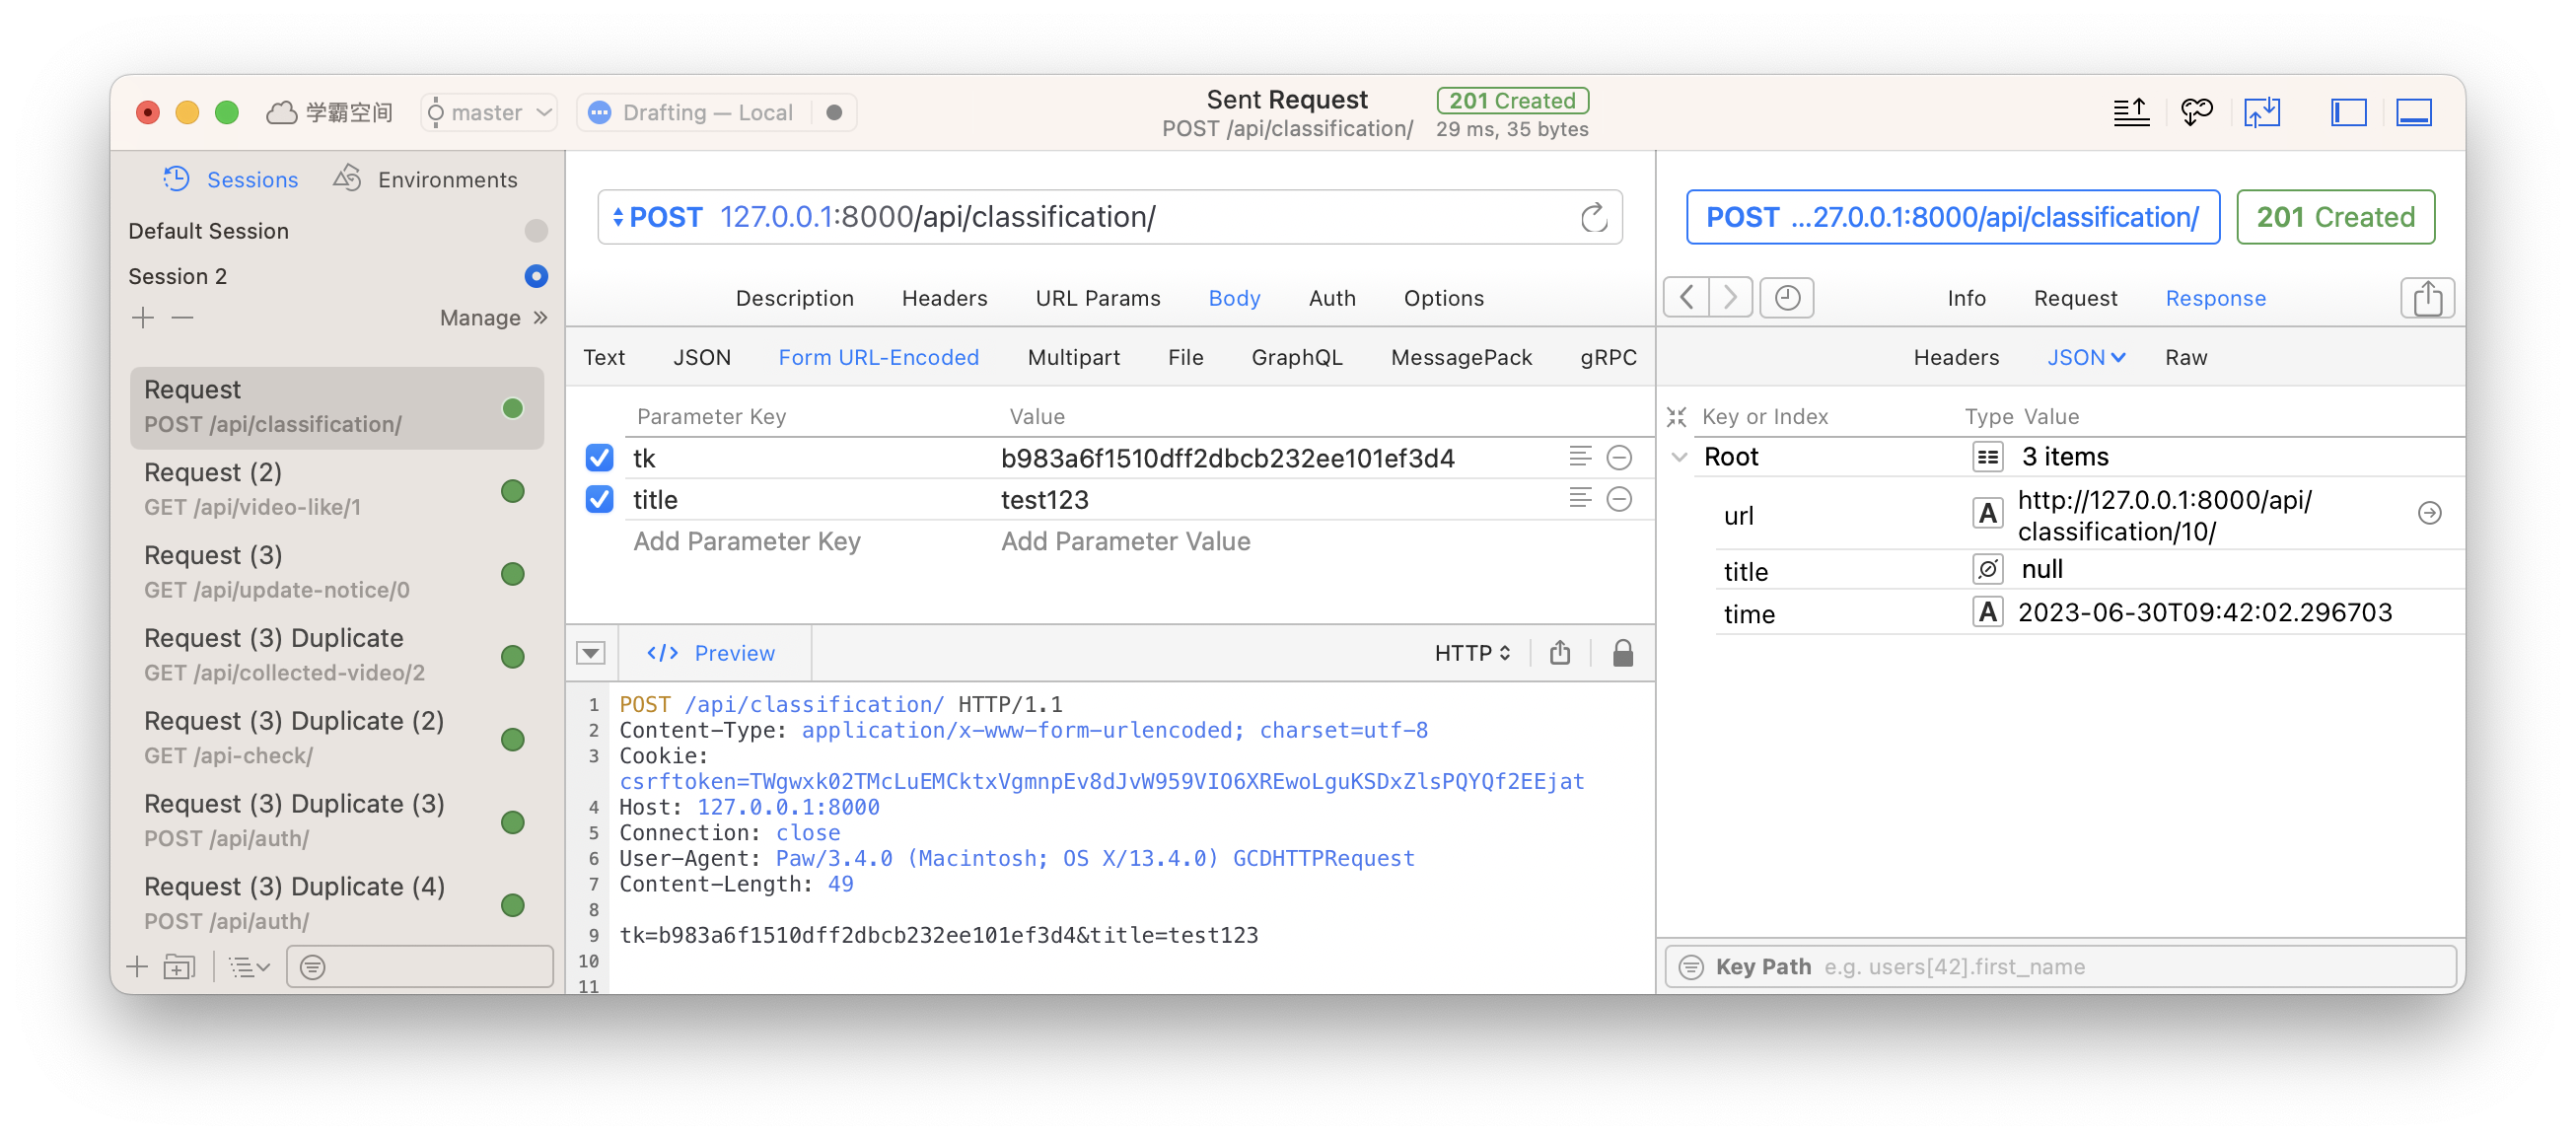 学霸空间
master
Drafting — Local
Sent Request
POST /api/classification/
201 Created
29 ms, 35 bytes
Sessions
Environments
Default Session
Session 2
Manage
Request
POST /api/classification/
Request (2)
GET /api/video-like/1
Request (3)
GET /api/update-notice/0
Request (3) Duplicate
GET /api/collected-video/2
Request (3) Duplicate (2)
GET /api-check/
Request (3) Duplicate (3)
POST /api/auth/
Request (3) Duplicate (4)
POST /api/auth/
POST 127.0.0.1:8000/api/classification/
Description Headers URL Params Body Auth Options
Text JSON Form URL-Encoded Multipart File GraphQL MessagePack gRPC
Parameter Key Value
tk b983a6f1510dff2dbcb232ee101ef3d4
title test123
Add Parameter Key Add Parameter Value
</> Preview
HTTP
1 POST /api/classification/ HTTP/1.1
2 Content-Type: application/x-www-form-urlencoded; charset=utf-8
3 Cookie:
csrftoken=TWgwxk02TMcLuEMCktxVgmnpEv8dJvW959VIO6XREwoLguKSDxZlsPQYQf2EEjat
4 Host: 127.0.0.1:8000
5 Connection: close
6 User-Agent: Paw/3.4.0 (Macintosh; OS X/13.4.0) GCDHTTPRequest
7 Content-Length: 49
8
9 tk=b983a6f1510dff2dbcb232ee101ef3d4&title=test123
10
11
POST ...27.0.0.1:8000/api/classification/
201 Created
Info Request Response
Headers JSON Raw
Key or Index Type Value
Root 3 items
url A http://127.0.0.1:8000/api/
classification/10/
title null
time A 2023-06-30T09:42:02.296703
Key Path e.g. users[42].first_name